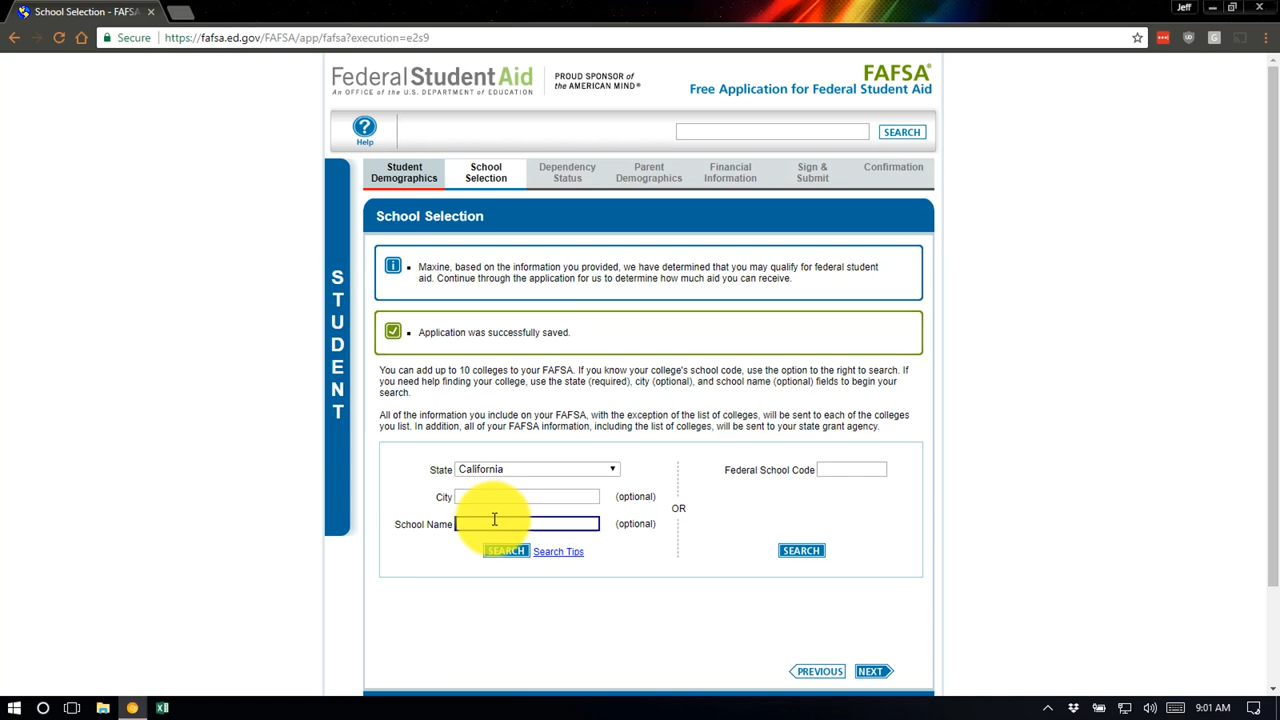 School Selection - FAFSA
Jeff
Secure
https://fafsa.ed.gov/FAFSA/app/fafsa?execution=e2s9
Federal Student Aid
An OFFICE of the U.S. DEPARTMENT of EDUCATION
PROUD SPONSOR of
the AMERICAN MIND®
FAFSA®
Free Application for Federal Student Aid
?
Help
SEARCH
Student
Demographics
School
Selection
Dependency
Status
Parent
Demographics
Financial
Information
Sign &
Submit
Confirmation
STUDENT
School Selection
i
Maxine, based on the information you provided, we have determined that you may qualify for federal student
aid. Continue through the application for us to determine how much aid you can receive.
Application was successfully saved.
You can add up to 10 colleges to your FAFSA. If you know your college's school code, use the option to the right to search. If
you need help finding your college, use the state (required), city (optional), and school name (optional) fields to begin your
search.
All of the information you include on your FAFSA, with the exception of the list of colleges, will be sent to each of the colleges
you list. In addition, all of your FAFSA information, including the list of colleges, will be sent to your state grant agency.
State California
Federal School Code
City (optional)
OR
School Name (optional)
SEARCH Search Tips
SEARCH
PREVIOUS
NEXT
9:01 AM